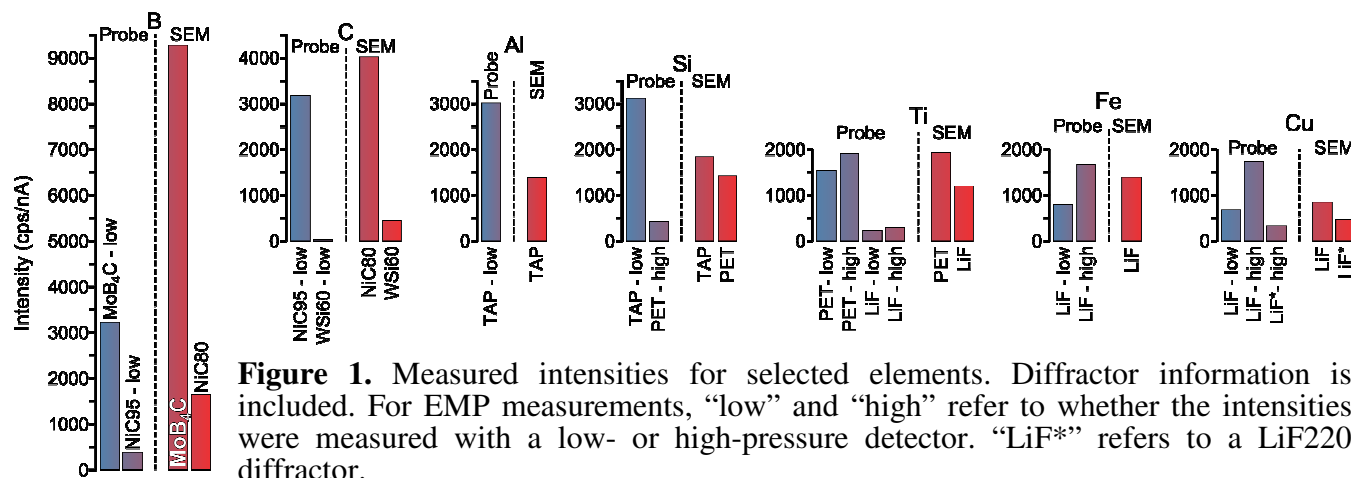 B
Probe SEM
9000
8000
7000
6000
5000
4000
3000
2000
1000
0
Intensity (cps/nA)
MoB4C - low
NiC95 - low
MoB4C
NiC80
C
Probe SEM
4000
3000
2000
1000
0
NiC95 - low
WSi60 - low
NiC80
WSi60
Al
Probe
SEM
3000
2000
1000
0
TAP - low
TAP
Si
Probe SEM
3000
2000
1000
0
TAP - low
PET - high
TAP
PET
Ti
Probe SEM
2000
1000
0
PET - low
PET - high
LiF - low
LiF - high
PET
LiF
Fe
Probe SEM
2000
1000
0
LiF - low
LiF - high
LiF
Cu
Probe SEM
2000
1000
0
LiF - low
LiF - high
LiF*- high
LiF
LiF*
Figure 1. Measured intensities for selected elements. Diffractor information is
included. For EMP measurements, “low” and “high” refer to whether the intensities
were measured with a low- or high-pressure detector. “LiF*” refers to a LiF220
diffractor.